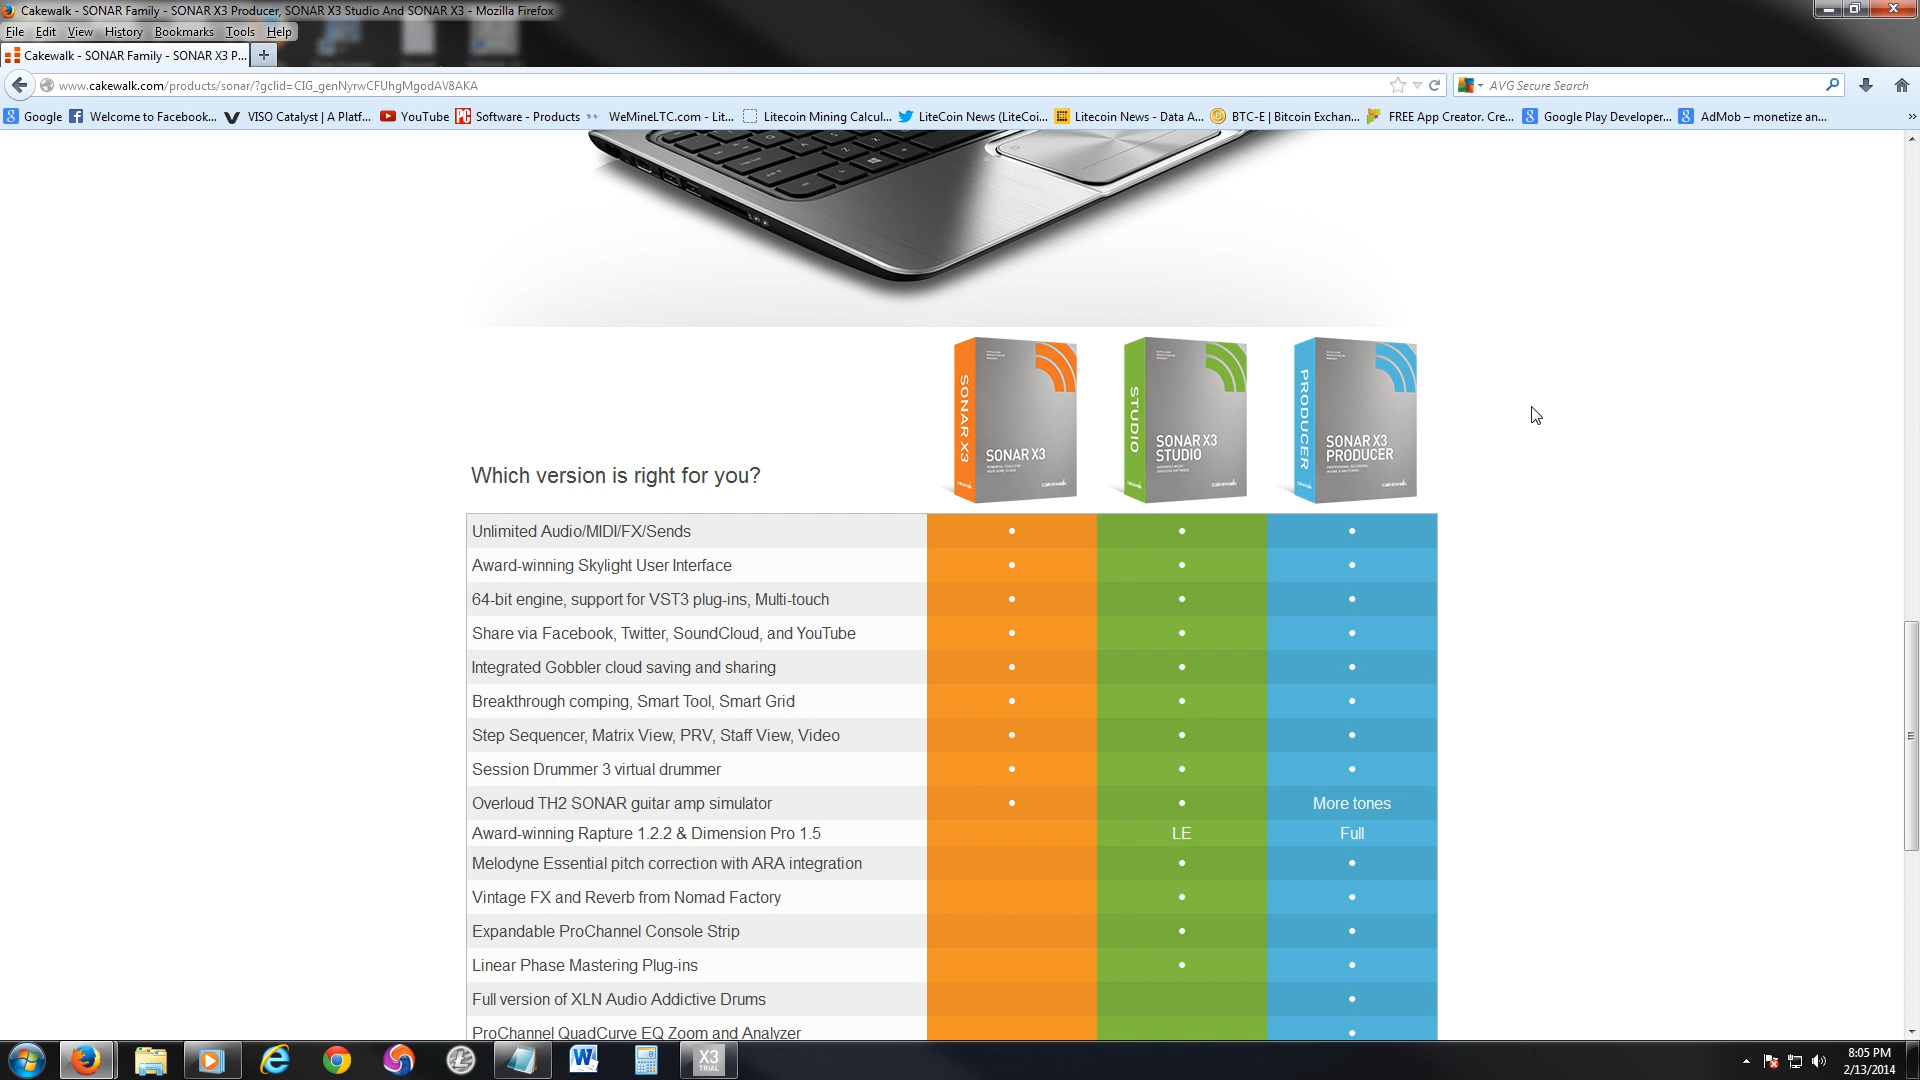 Cakewalk - SONAR Family - SONAR X3 Producer, SONAR X3 Studio And SONAR X3 - Mozilla Firefox
File Edit View History Bookmarks Tools Help
Cakewalk - SONAR Family - SONAR X3 P...
www.cakewalk.com/products/sonar/?gclid=CIG_genNyrwCFUhgMgodAV8AKA
AVG Secure Search
Google Welcome to Facebook... VISO Catalyst | A Platf... YouTube Software - Products WeMineLTC.com - Lit... Litecoin Mining Calcul... LiteCoin News (LiteCoi... Litecoin News - Data A... BTC-E | Bitcoin Exchan... FREE App Creator. Cre... Google Play Developer... AdMob – monetize an...
SONAR X3
SONAR X3
cakewalk
STUDIO
SONAR X3
STUDIO
cakewalk
PRODUCER
SONAR X3
PRODUCER
cakewalk
Which version is right for you?
Unlimited Audio/MIDI/FX/Sends • • •
Award-winning Skylight User Interface • • •
64-bit engine, support for VST3 plug-ins, Multi-touch • • •
Share via Facebook, Twitter, SoundCloud, and YouTube • • •
Integrated Gobbler cloud saving and sharing • • •
Breakthrough comping, Smart Tool, Smart Grid • • •
Step Sequencer, Matrix View, PRV, Staff View, Video • • •
Session Drummer 3 virtual drummer • • •
Overloud TH2 SONAR guitar amp simulator • • More tones
Award-winning Rapture 1.2.2 & Dimension Pro 1.5 LE Full
Melodyne Essential pitch correction with ARA integration • •
Vintage FX and Reverb from Nomad Factory • •
Expandable ProChannel Console Strip • •
Linear Phase Mastering Plug-ins • •
Full version of XLN Audio Addictive Drums •
ProChannel QuadCurve EQ Zoom and Analyzer •
X3
TRIAL
8:05 PM
2/13/2014